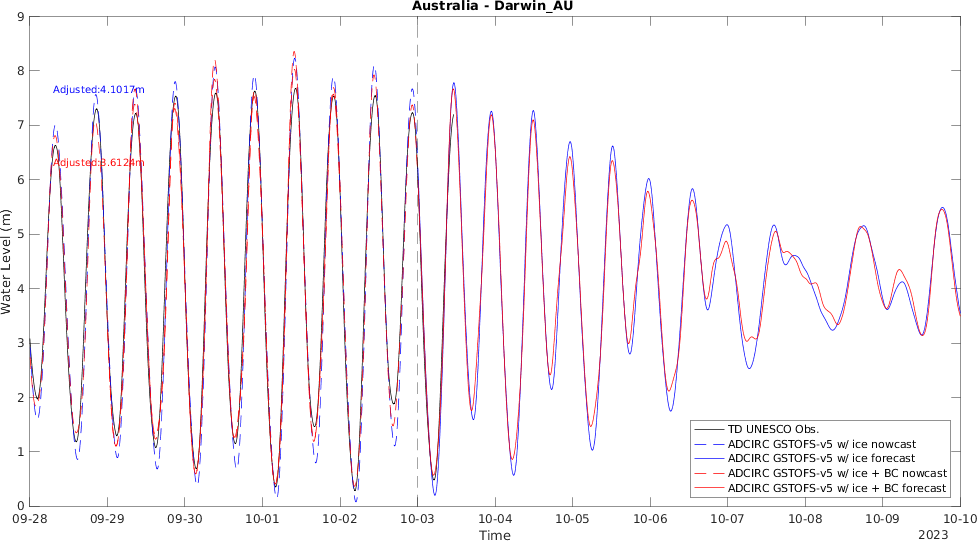 Australia - Darwin_AU
9
8
7
6
5
4
3
2
1
0
Water Level (m)
Adjusted:4.1017m
Adjusted:3.6124m
TD UNESCO Obs.
ADCIRC GSTOFS-v5 w/ ice nowcast
ADCIRC GSTOFS-v5 w/ ice forecast
ADCIRC GSTOFS-v5 w/ ice + BC nowcast
ADCIRC GSTOFS-v5 w/ ice + BC forecast
09-28 09-29 09-30 10-01 10-02 10-03 10-04 10-05 10-06 10-07 10-08 10-09 10-10
Time
2023